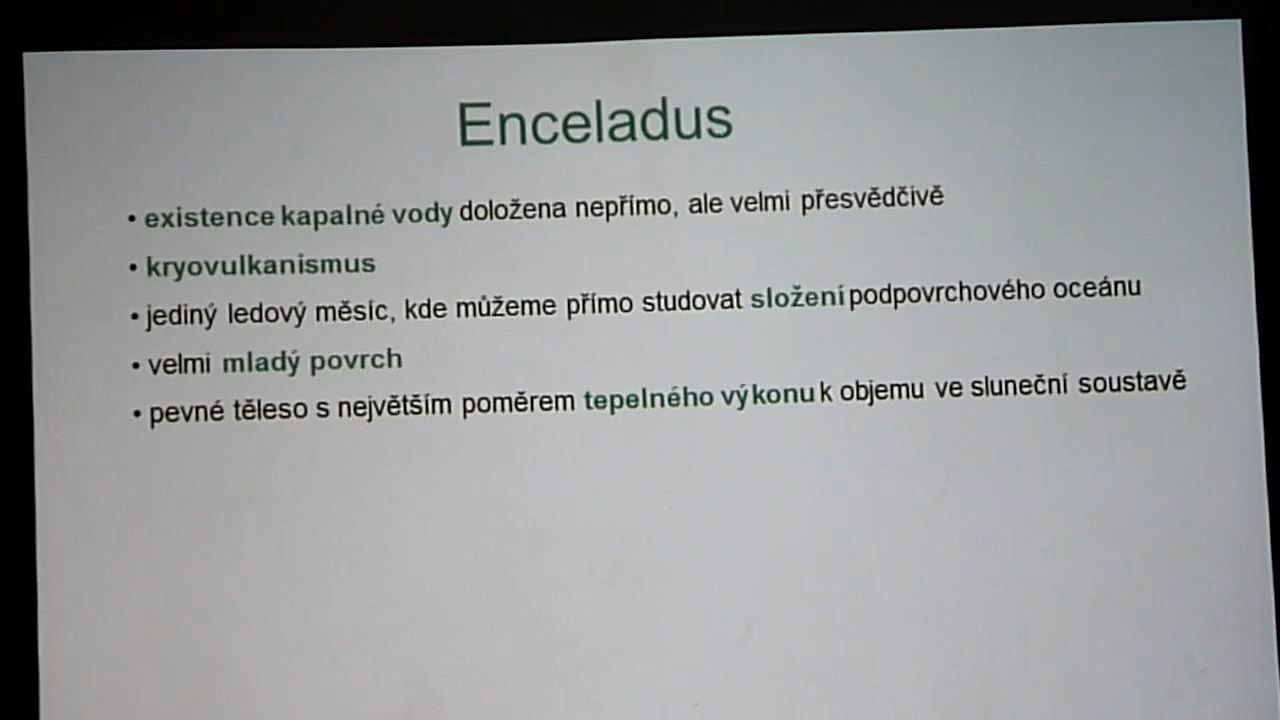 Enceladus
• existence kapalné vody doložena nepřímo, ale velmi přesvědčivě
• kryovulkanismus
• jediný ledový měsíc, kde můžeme přímo studovat složení podpovrchového oceánu
• velmi mladý povrch
• pevné těleso s největším poměrem tepelného výkonu k objemu ve sluneční soustavě